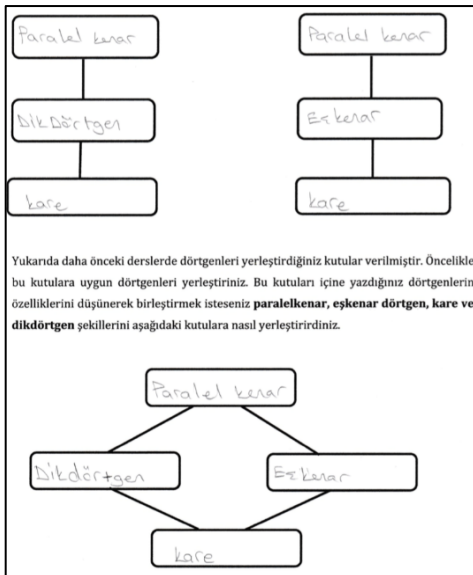 Paralel kenar
Paralel kenar
DikDörtgen
Eşkenar
kare
kare
Yukarıda daha önceki derslerde dörtgenleri yerleştirdiğiniz kutular verilmiştir. Öncelikle
bu kutulara uygun dörtgenleri yerleştiriniz. Bu kutuları içine yazdığınız dörtgenlerin
özelliklerini düşünerek birleştirmek isteseniz paralelkenar, eşkenar dörtgen, kare ve
dikdörtgen şekillerini aşağıdaki kutulara nasıl yerleştirirdiniz.
Paralel kenar
Dikdörtgen
Eşkenar
kare